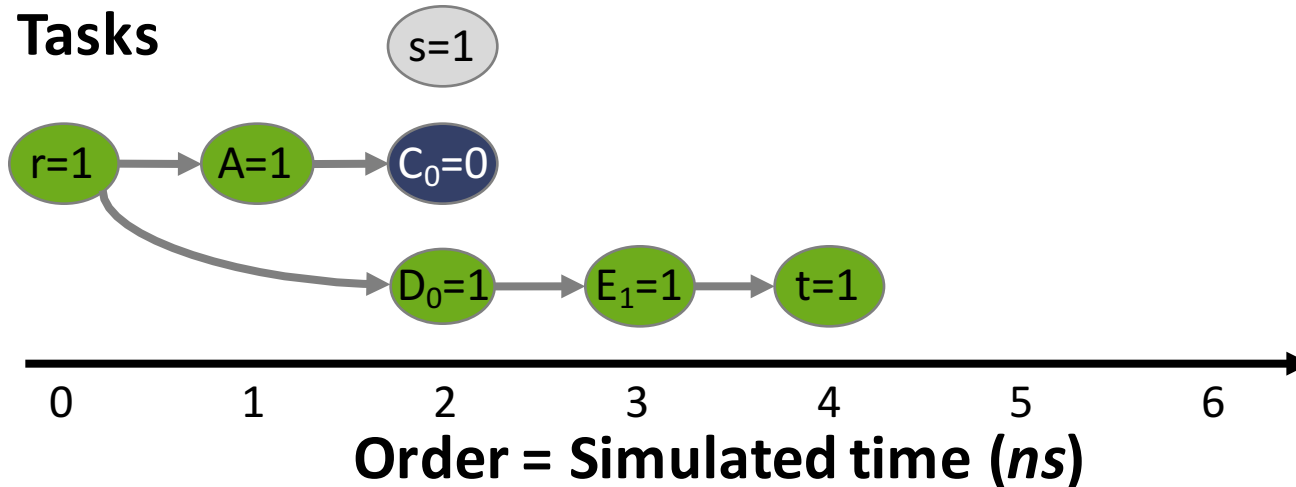 Tasks
s=1
r=1 A=1 C₀=0
D₀=1 E₁=1 t=1
0 1 2 3 4 5 6
Order = Simulated time (ns)